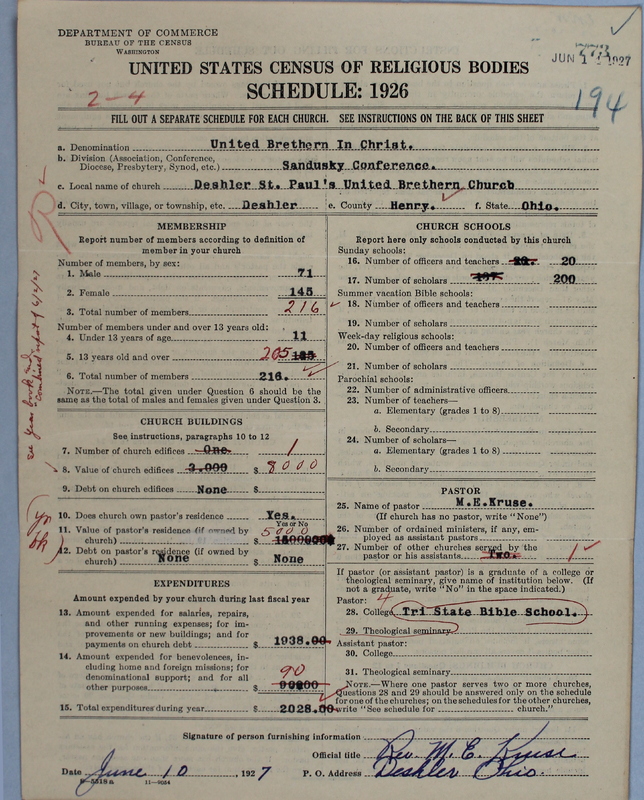 DEPARTMENT OF COMMERCE
BUREAU OF THE CENSUS
WASHINGTON
JUN 1 1927
UNITED STATES CENSUS OF RELIGIOUS BODIES
SCHEDULE: 1926
2-4
194
FILL OUT A SEPARATE SCHEDULE FOR EACH CHURCH. SEE INSTRUCTIONS ON THE BACK OF THIS SHEET
a. Denomination United Brethern In Christ.
b. Division (Association, Conference, Diocese, Presbytery, Synod, etc.) Sandusky Conference.
c. Local name of church Deshler St. Paul's United Brethern Church
d. City, town, village, or township, etc. Deshler e. County Henry. f. State Ohio.
MEMBERSHIP
Report number of members according to definition of
member in your church
Number of members, by sex:
1. Male 71
2. Female 145
3. Total number of members 216
Number of members under and over 13 years old:
4. Under 13 years of age 11
5. 13 years old and over 205
6. Total number of members 216.
NOTE.—The total given under Question 6 should be
same as the total of males and females given under Question 3.
CHURCH BUILDINGS
See instructions, paragraphs 10 to 12
7. Number of church edifices One 1
8. Value of church edifices 3.000 $ 8000
9. Debt on church edifices None $
10. Does church own pastor's residence Yes.
Yes or No
11. Value of pastor's residence (if owned by
church) $ 5000
12. Debt on pastor's residence (if owned by
church) None $ None
EXPENDITURES
Amount expended by your church during last fiscal year
13. Amount expended for salaries, repairs,
and other running expenses; for im-
provements or new buildings; and for
payments on church debt $ 1938.00
14. Amount expended for benevolences, in-
cluding home and foreign missions; for
denominational support; and for all
other purposes $ 90
15. Total expenditures during year $ 2028.00
CHURCH SCHOOLS
Report here only schools conducted by this church
Sunday schools:
16. Number of officers and teachers 20
17. Number of scholars 200
Summer vacation Bible schools:
18. Number of officers and teachers
19. Number of scholars
Week-day religious schools:
20. Number of officers and teachers
21. Number of scholars
Parochial schools:
22. Number of administrative officers
23. Number of teachers—
a. Elementary (grades 1 to 8)
b. Secondary
24. Number of scholars—
a. Elementary (grades 1 to 8)
b. Secondary
PASTOR
25. Name of pastor M.E.Kruse.
(If church has no pastor, write "None")
26. Number of ordained ministers, if any, em-
ployed as assistant pastors
27. Number of other churches served by the
pastor or his assistants Two. 1
If pastor (or assistant pastor) is a graduate of a college or
theological seminary, give name of institution below. (If
not a graduate, write "No" in the space indicated.)
Pastor: 4
28. College Tri State Bible School.
29. Theological seminary
Assistant pastor:
30. College
31. Theological seminary
NOTE.—Where one pastor serves two or more churches,
Questions 28 and 29 should be answered only on the schedule
for one of the churches; on the schedules for the other churches,
write "See schedule for church."
Signature of person furnishing information
Official title Rev. M. E. Kruse
Date June 10, 1927 P. O. Address Deshler Ohio.
11—9054